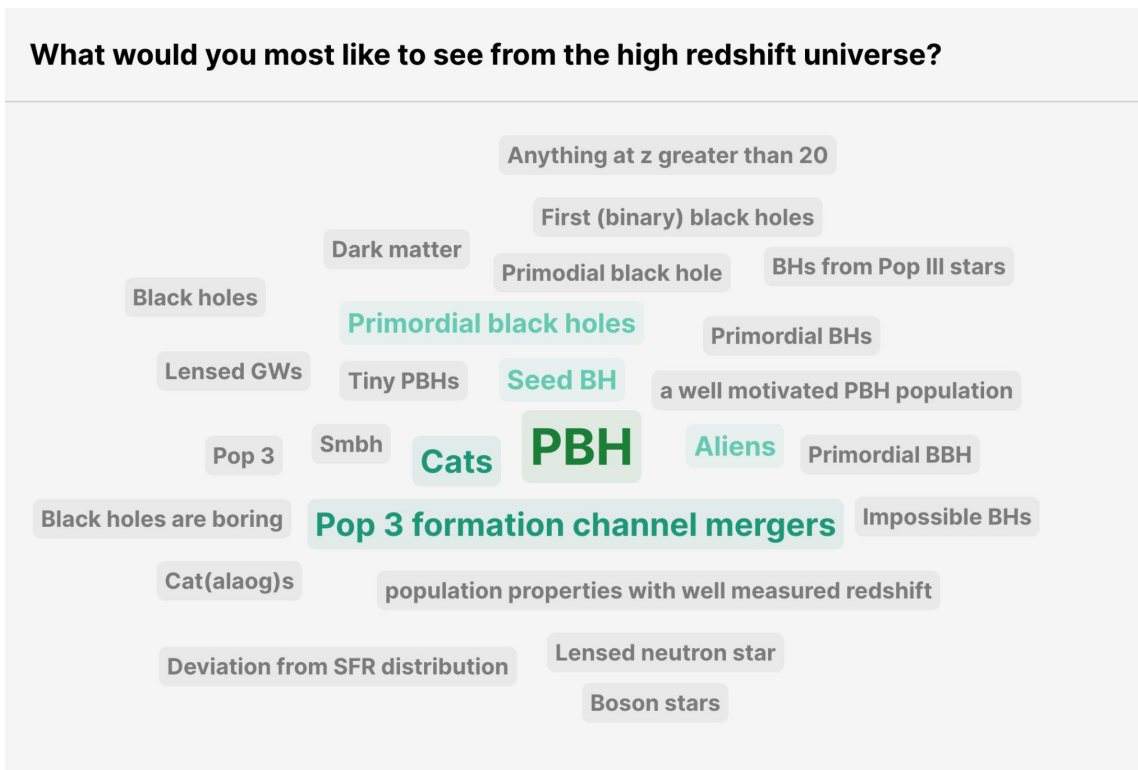 What would you most like to see from the high redshift universe?
Anything at z greater than 20
First (binary) black holes
Dark matter
Primodial black hole
BHs from Pop III stars
Black holes
Primordial black holes
Primordial BHs
Lensed GWs
Tiny PBHs
Seed BH
a well motivated PBH population
Pop 3
Smbh
Cats
PBH
Aliens
Primordial BBH
Black holes are boring
Pop 3 formation channel mergers
Impossible BHs
Cat(alaog)s
population properties with well measured redshift
Deviation from SFR distribution
Lensed neutron star
Boson stars